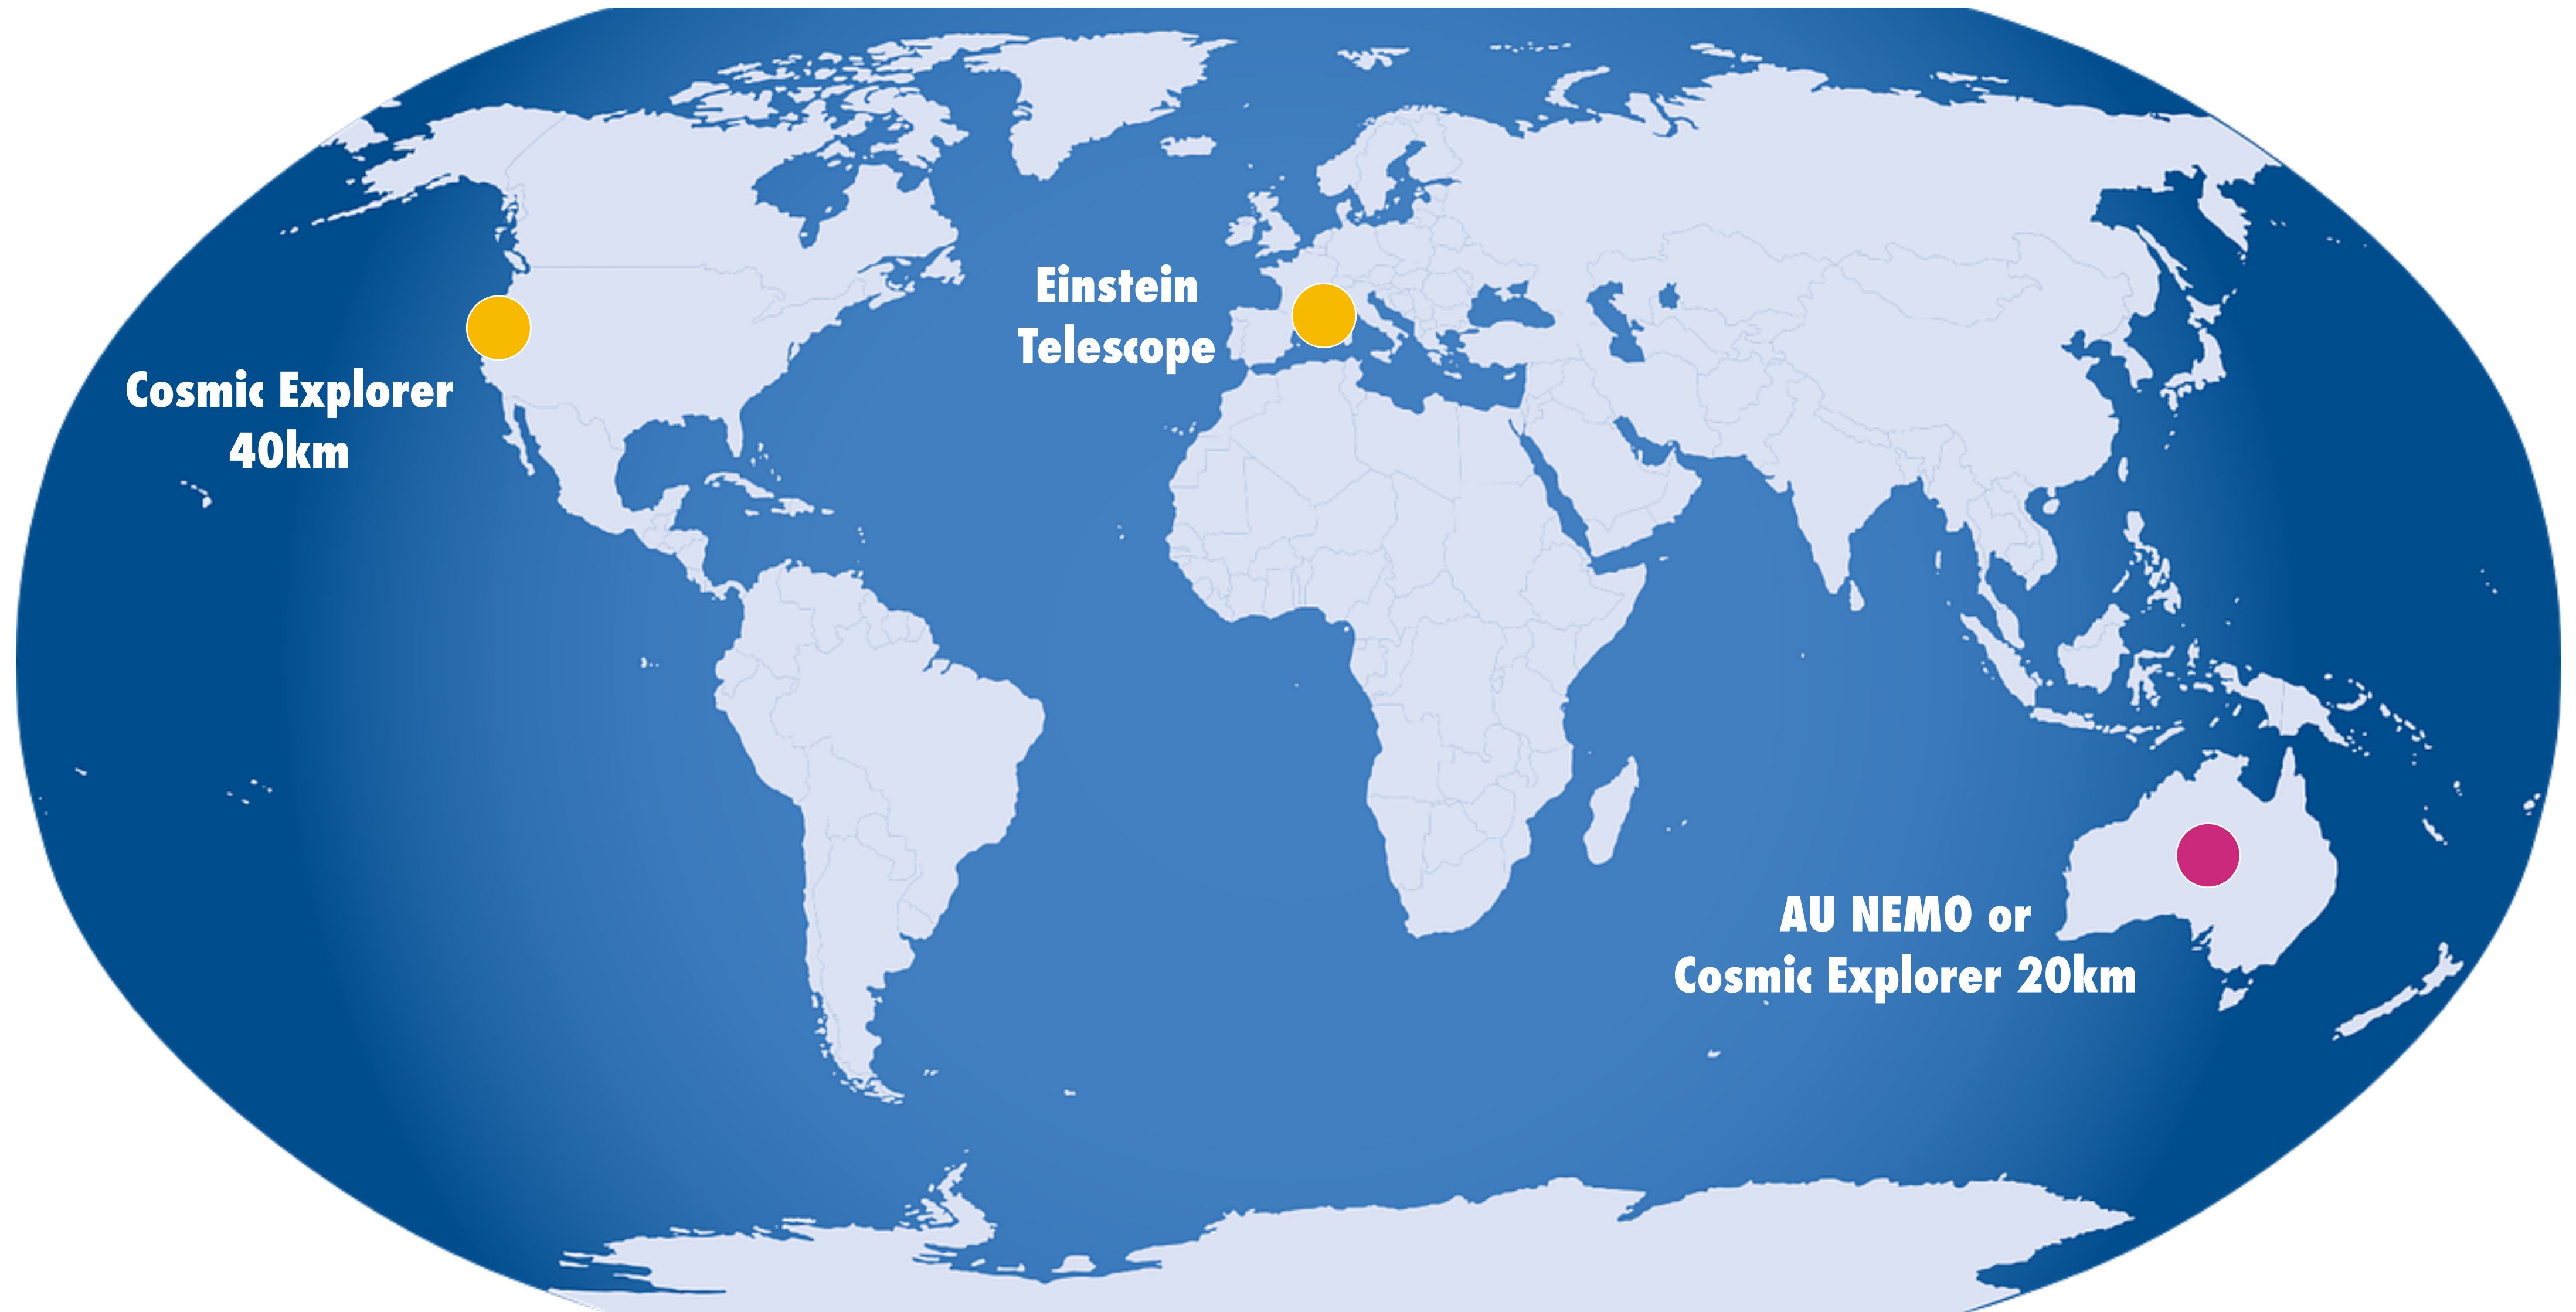 Einstein
Telescope
Cosmic Explorer
40km
AU NEMO or
Cosmic Explorer 20km